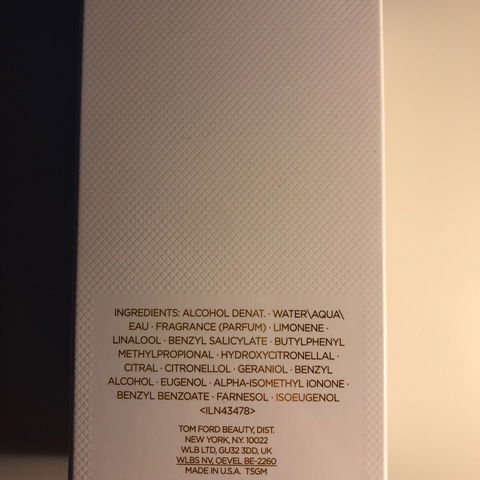 INGREDIENTS: ALCOHOL DENAT. · WATER\AQUA\
EAU · FRAGRANCE (PARFUM) · LIMONENE ·
LINALOOL · BENZYL SALICYLATE · BUTYLPHENYL
METHYLPROPIONAL · HYDROXYCITRONELLAL ·
CITRAL · CITRONELLOL · GERANIOL · BENZYL
ALCOHOL · EUGENOL · ALPHA-ISOMETHYL IONONE ·
BENZYL BENZOATE · FARNESOL · ISOEUGENOL
<ILN43478>
TOM FORD BEAUTY, DIST.
NEW YORK, N.Y. 10022
WLB LTD, GU32 3DD, UK
WLBS NV, OEVEL BE-2260
MADE IN U.S.A. T5GM